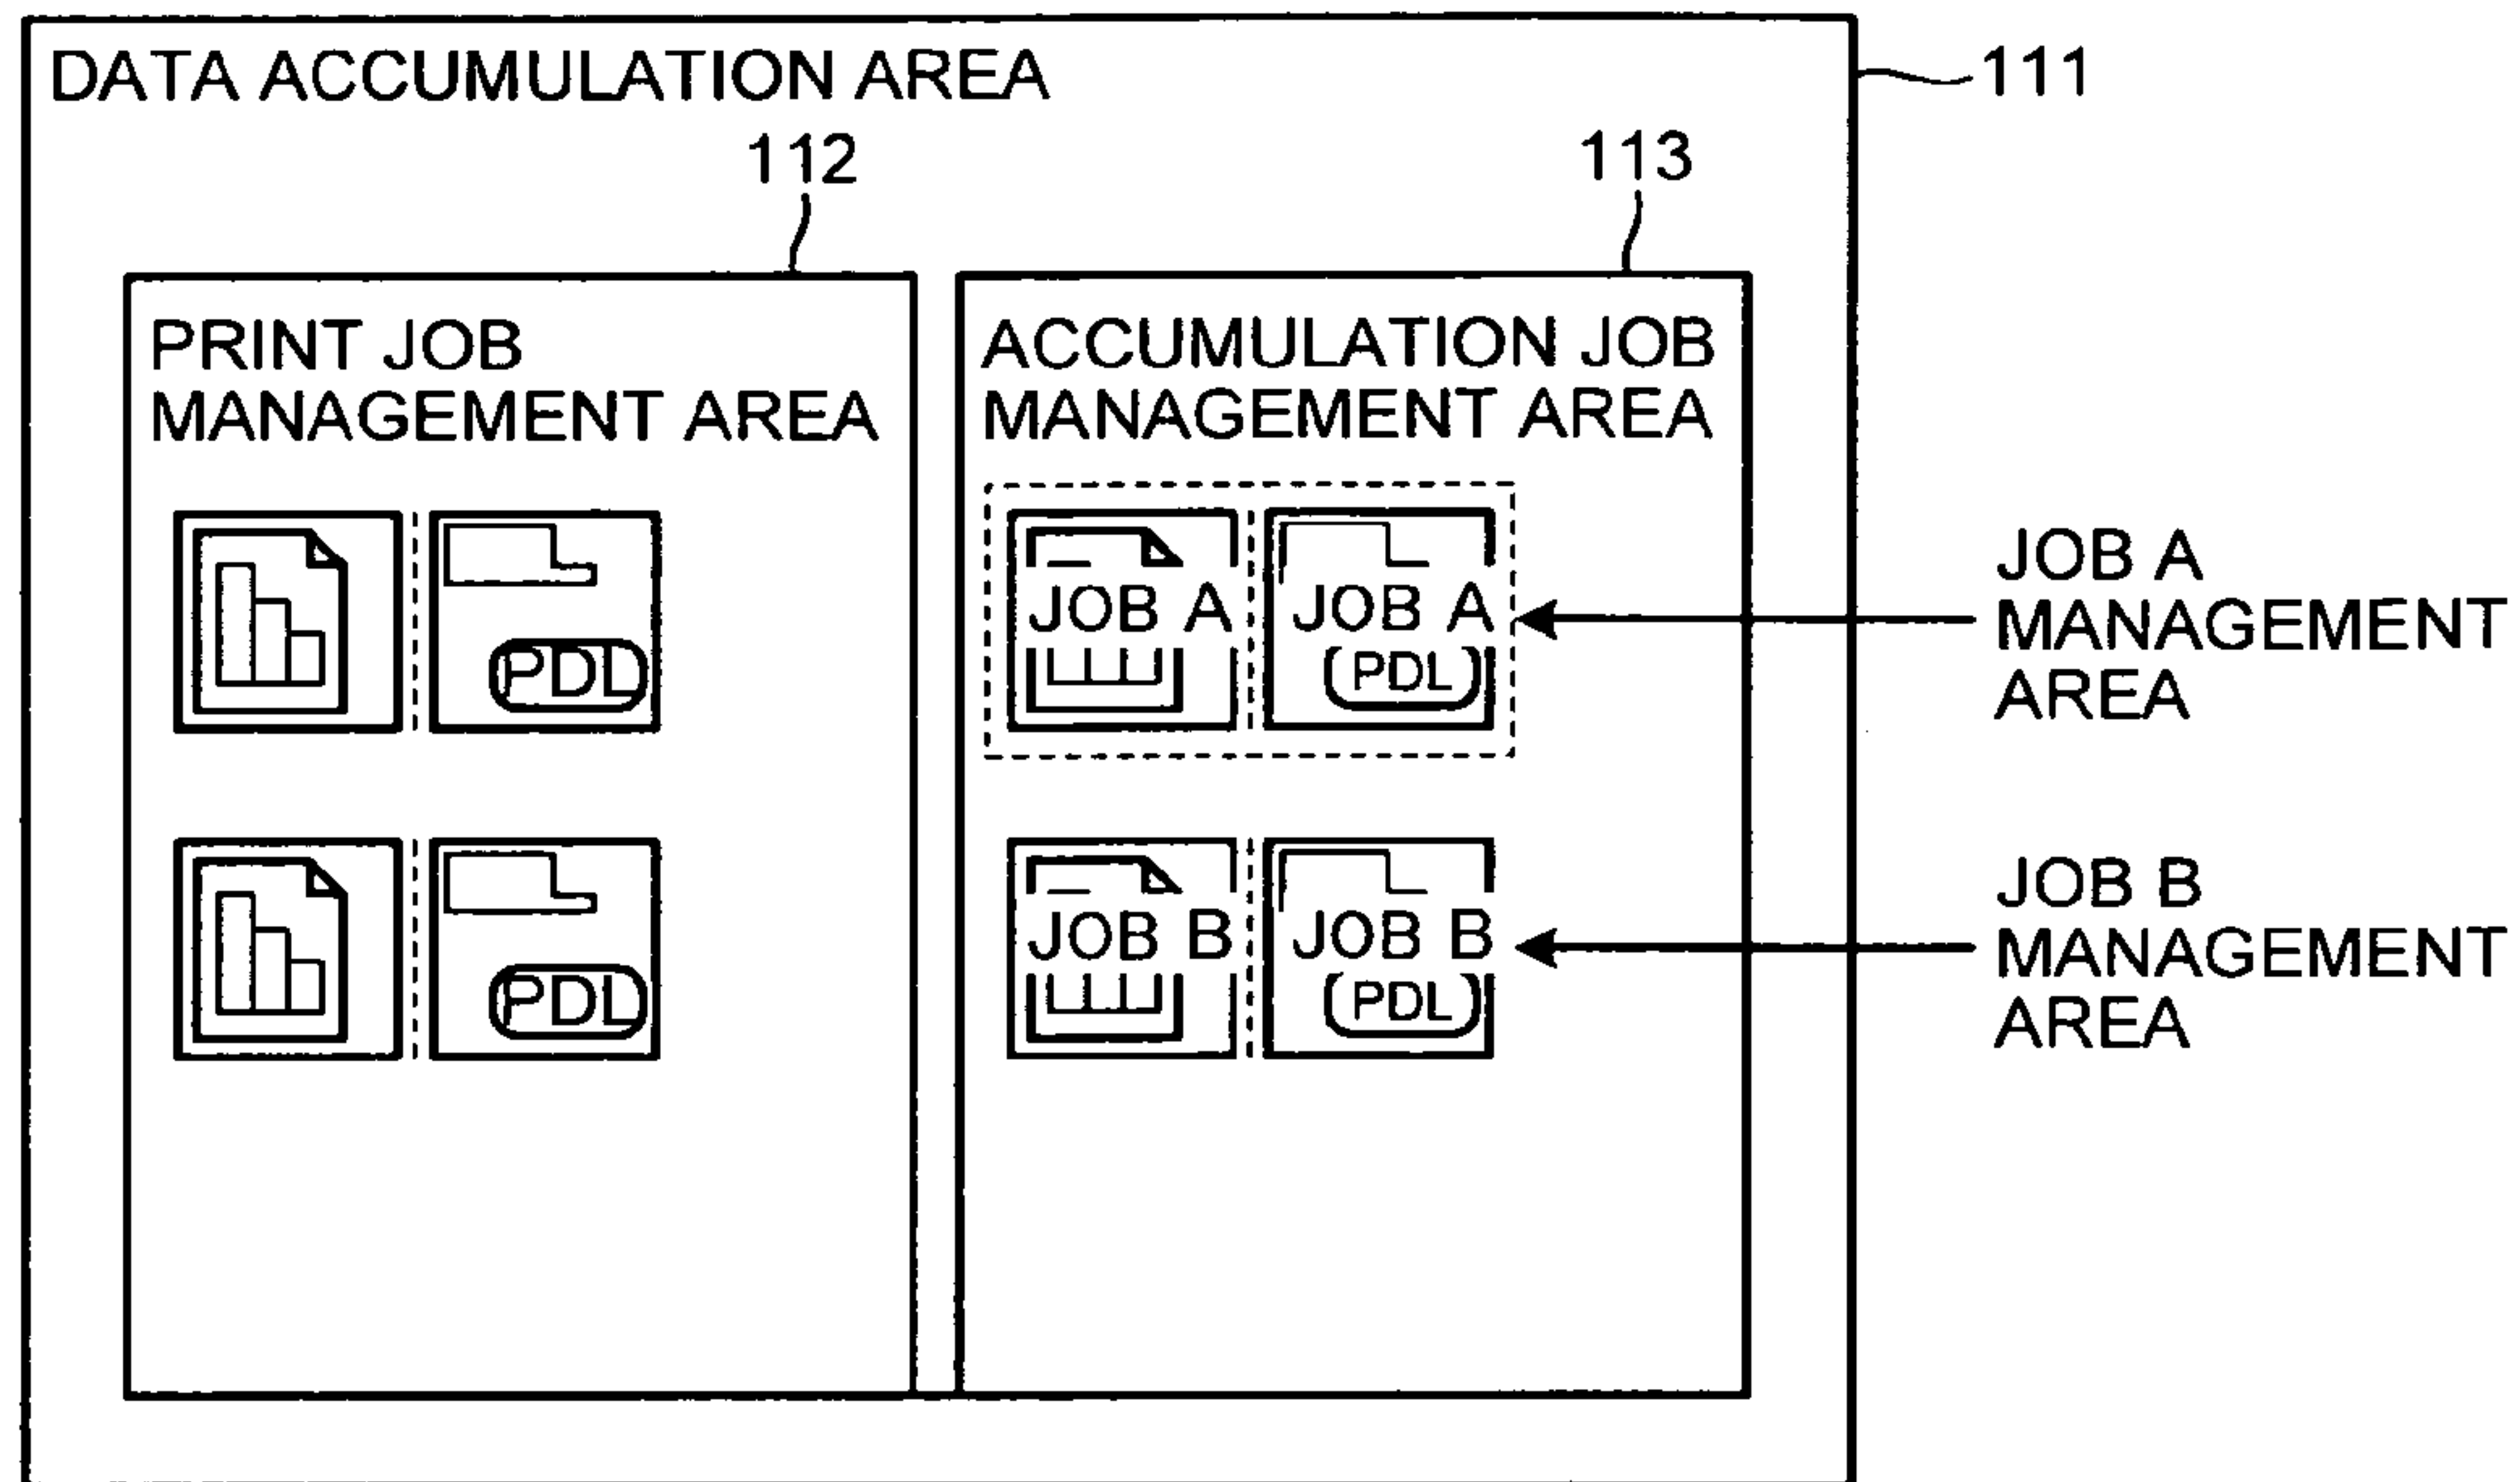 DATA ACCUMULATION AREA
111
112
113
PRINT JOB
MANAGEMENT AREA
ACCUMULATION JOB
MANAGEMENT AREA
PDL
JOB A
PDL
JOB A
JOB A
MANAGEMENT
AREA
PDL
JOB B
PDL
JOB B
JOB B
MANAGEMENT
AREA